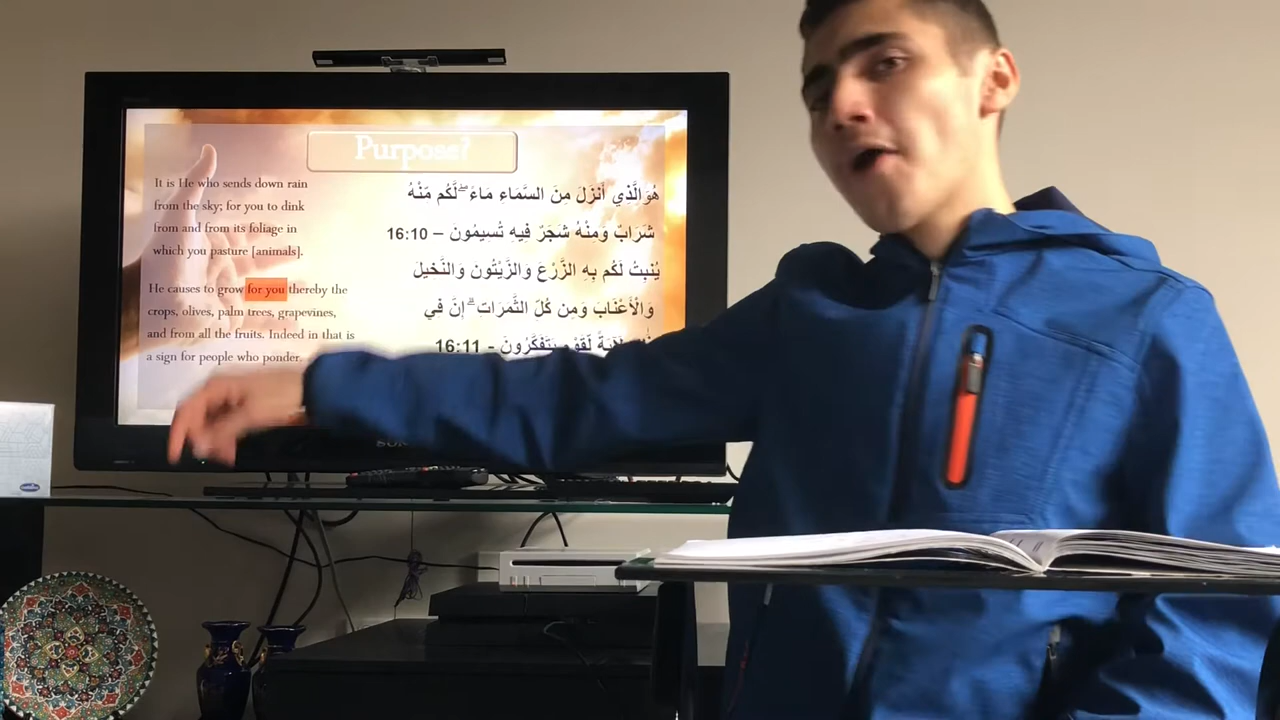 Purpose?
It is He who sends down rain
from the sky; for you to dink
from and from its foliage in
which you pasture [animals].
He causes to grow for you thereby the
crops, olives, palm trees, grapevines,
and from all the fruits. Indeed in that is
a sign for people who ponder.
هُوَ الَّذِي أَنزَلَ مِنَ السَّمَاءِ مَاءً ۖ لَّكُم مِّنْهُ
شَرَابٌ وَمِنْهُ شَجَرٌ فِيهِ تُسِيمُونَ – 16:10
يُنبِتُ لَكُم بِهِ الزَّرْعَ وَالزَّيْتُونَ وَالنَّخِيلَ
وَالْأَعْنَابَ وَمِن كُلِّ الثَّمَرَاتِ ۗ إِنَّ فِي
لِّقَوْمٍ يَتَفَكَّرُونَ - 16:11